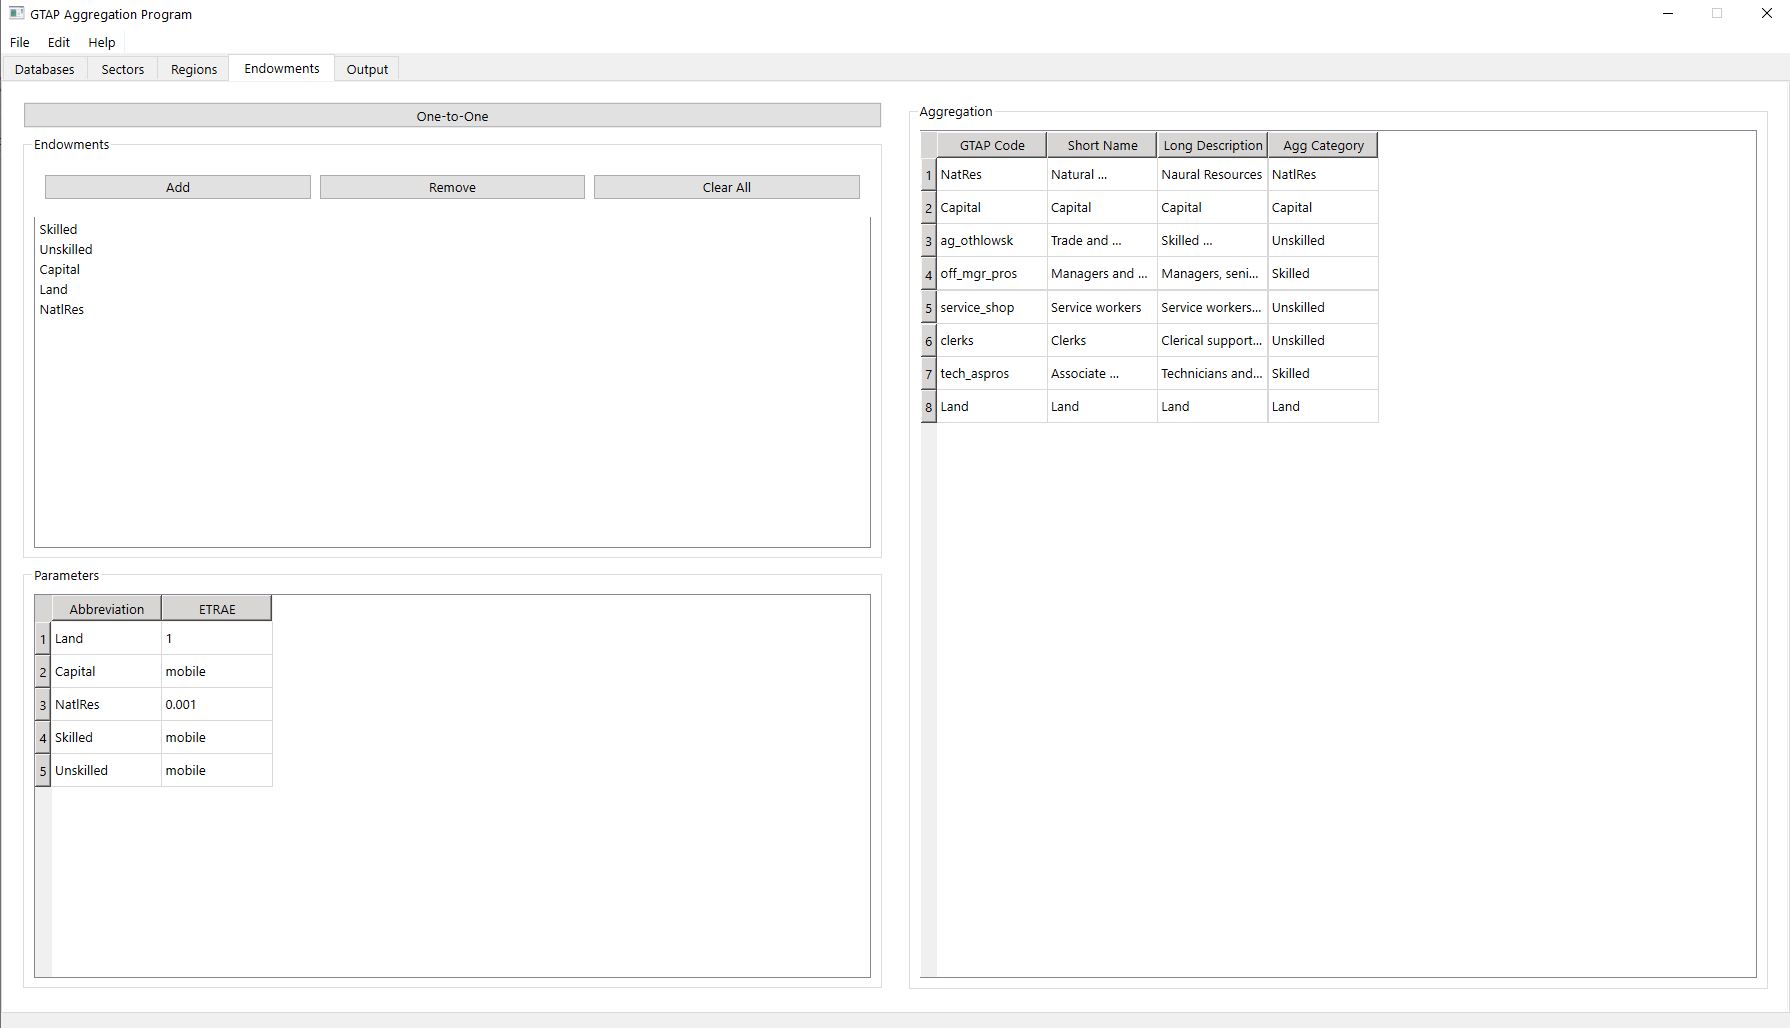 GTAP Aggregation Program
File Edit Help
Databases Sectors Regions Endowments Output
One-to-One
Endowments
Add Remove Clear All
Skilled
Unskilled
Capital
Land
NatlRes
Parameters
Abbreviation ETRAE
1 Land 1
2 Capital mobile
3 NatlRes 0.001
4 Skilled mobile
5 Unskilled mobile
Aggregation
GTAP Code Short Name Long Description Agg Category
1 NatRes Natural ... Naural Resources NatlRes
2 Capital Capital Capital Capital
3 ag_othlowsk Trade and ... Skilled ... Unskilled
4 off_mgr_pros Managers and ... Managers, seni... Skilled
5 service_shop Service workers Service workers... Unskilled
6 clerks Clerks Clerical support... Unskilled
7 tech_aspros Associate ... Technicians and... Skilled
8 Land Land Land Land